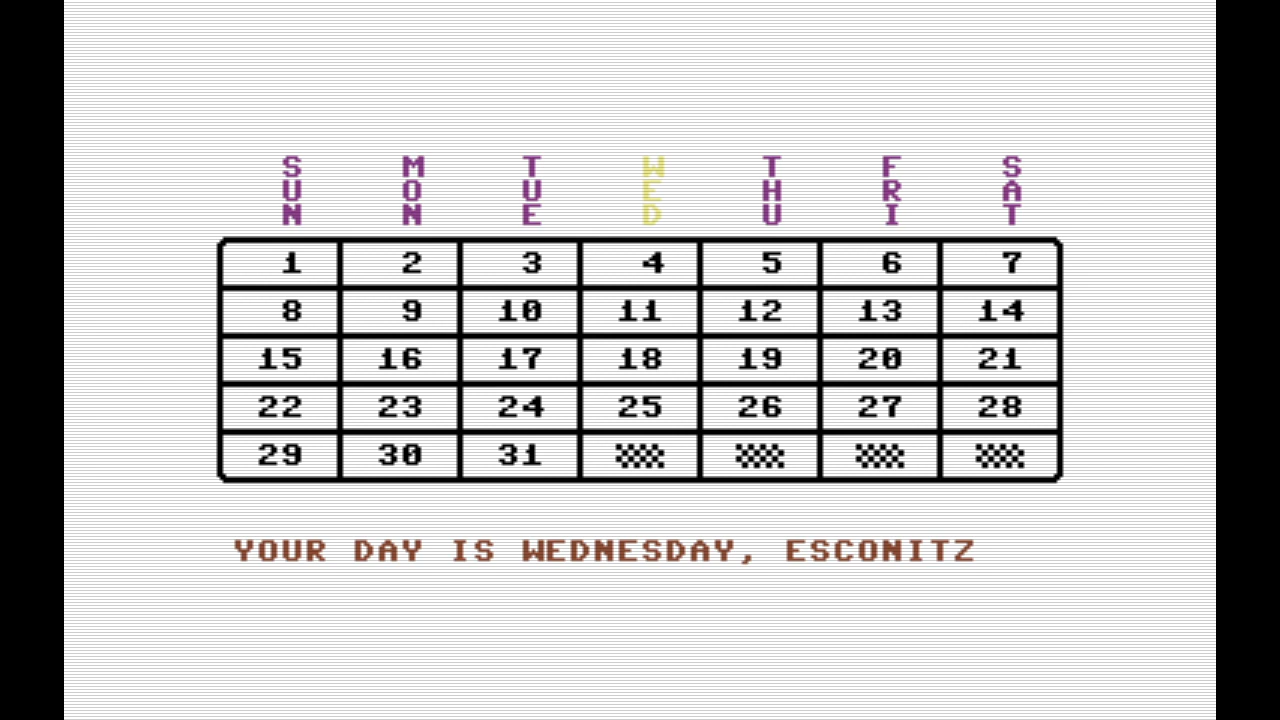 SUN MON TUE WED THU FRI SAT
1 2 3 4 5 6 7
8 9 10 11 12 13 14
15 16 17 18 19 20 21
22 23 24 25 26 27 28
29 30 31
YOUR DAY IS WEDNESDAY, ESCONITZ